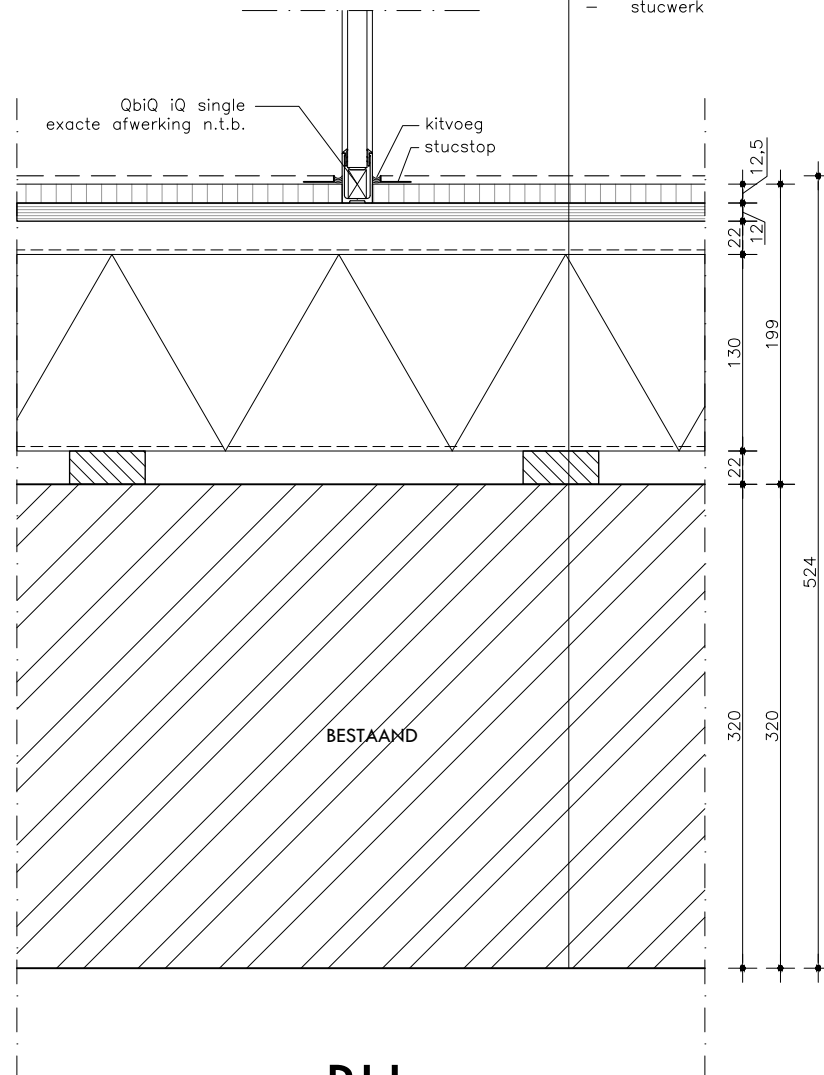 – stucwerk
QbiQ iQ single
exacte afwerking n.t.b.
kitvoeg
stucstop
12,5
12
22
130
199
22
524
BESTAAND
320
320